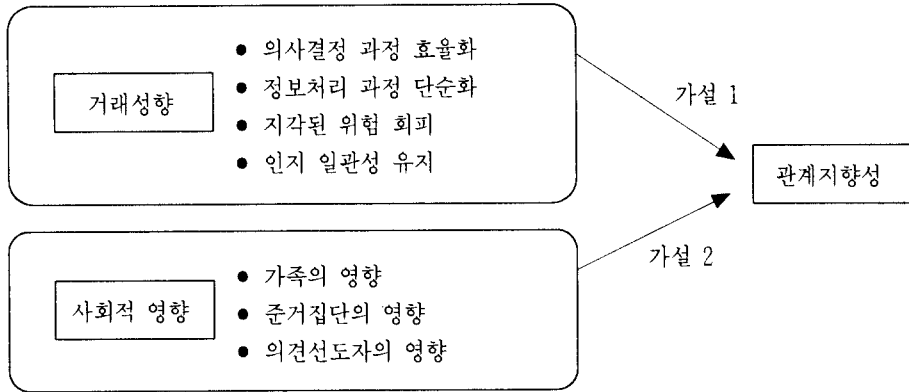 거래성향
● 의사결정 과정 효율화
● 정보처리 과정 단순화
● 지각된 위험 회피
● 인지 일관성 유지
가설 1
관계지향성
사회적 영향
● 가족의 영향
● 준거집단의 영향
● 의견선도자의 영향
가설 2